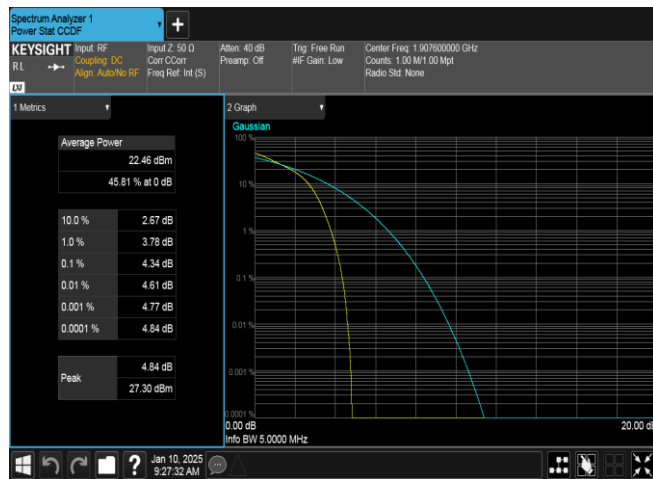 Spectrum Analyzer 1
Power Stat CCDF
KEYSIGHT
RL
LXI
Input: RF
Coupling: DC
Align: Auto/No RF
Input Z: 50 Ω
Corr CCorr
Freq Ref: Int (S)
Atten: 40 dB
Preamp: Off
Trig: Free Run
#IF Gain: Low
Center Freq: 1.907600000 GHz
Counts: 1.00 M/1.00 Mpt
Radio Std: None
1 Metrics
Average Power
22.46 dBm
45.81 % at 0 dB
10.0 % 2.67 dB
1.0 % 3.78 dB
0.1 % 4.34 dB
0.01 % 4.61 dB
0.001 % 4.77 dB
0.0001 % 4.84 dB
Peak
4.84 dB
27.30 dBm
2 Graph
Gaussian
100 %
10 %
1 %
0.1 %
0.01 %
0.001 %
0.0001 %
0.00 dB
20.00 dB
Info BW 5.0000 MHz
?
Jan 10, 2025
9:27:32 AM